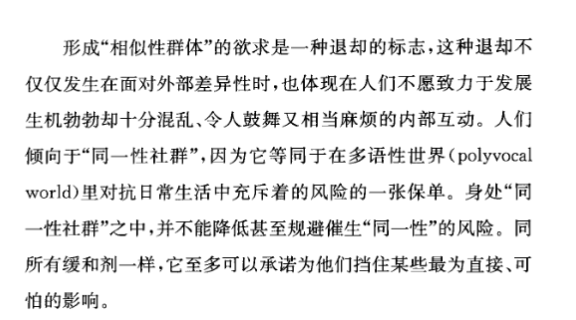 形成“相似性群体”的欲求是一种退却的标志,这种退却不
仅仅发生在面对外部差异性时,也体现在人们不愿致力于发展
生机勃勃却十分混乱、令人鼓舞又相当麻烦的内部互动。人们
倾向于“同一性社群”,因为它等同于在多语性世界(polyvocal
world)里对抗日常生活中充斥着的风险的一张保单。身处“同
一性社群”之中,并不能降低甚至规避催生“同一性”的风险。同
所有缓和剂一样,它至多可以承诺为他们挡住某些最为直接、可
怕的影响。